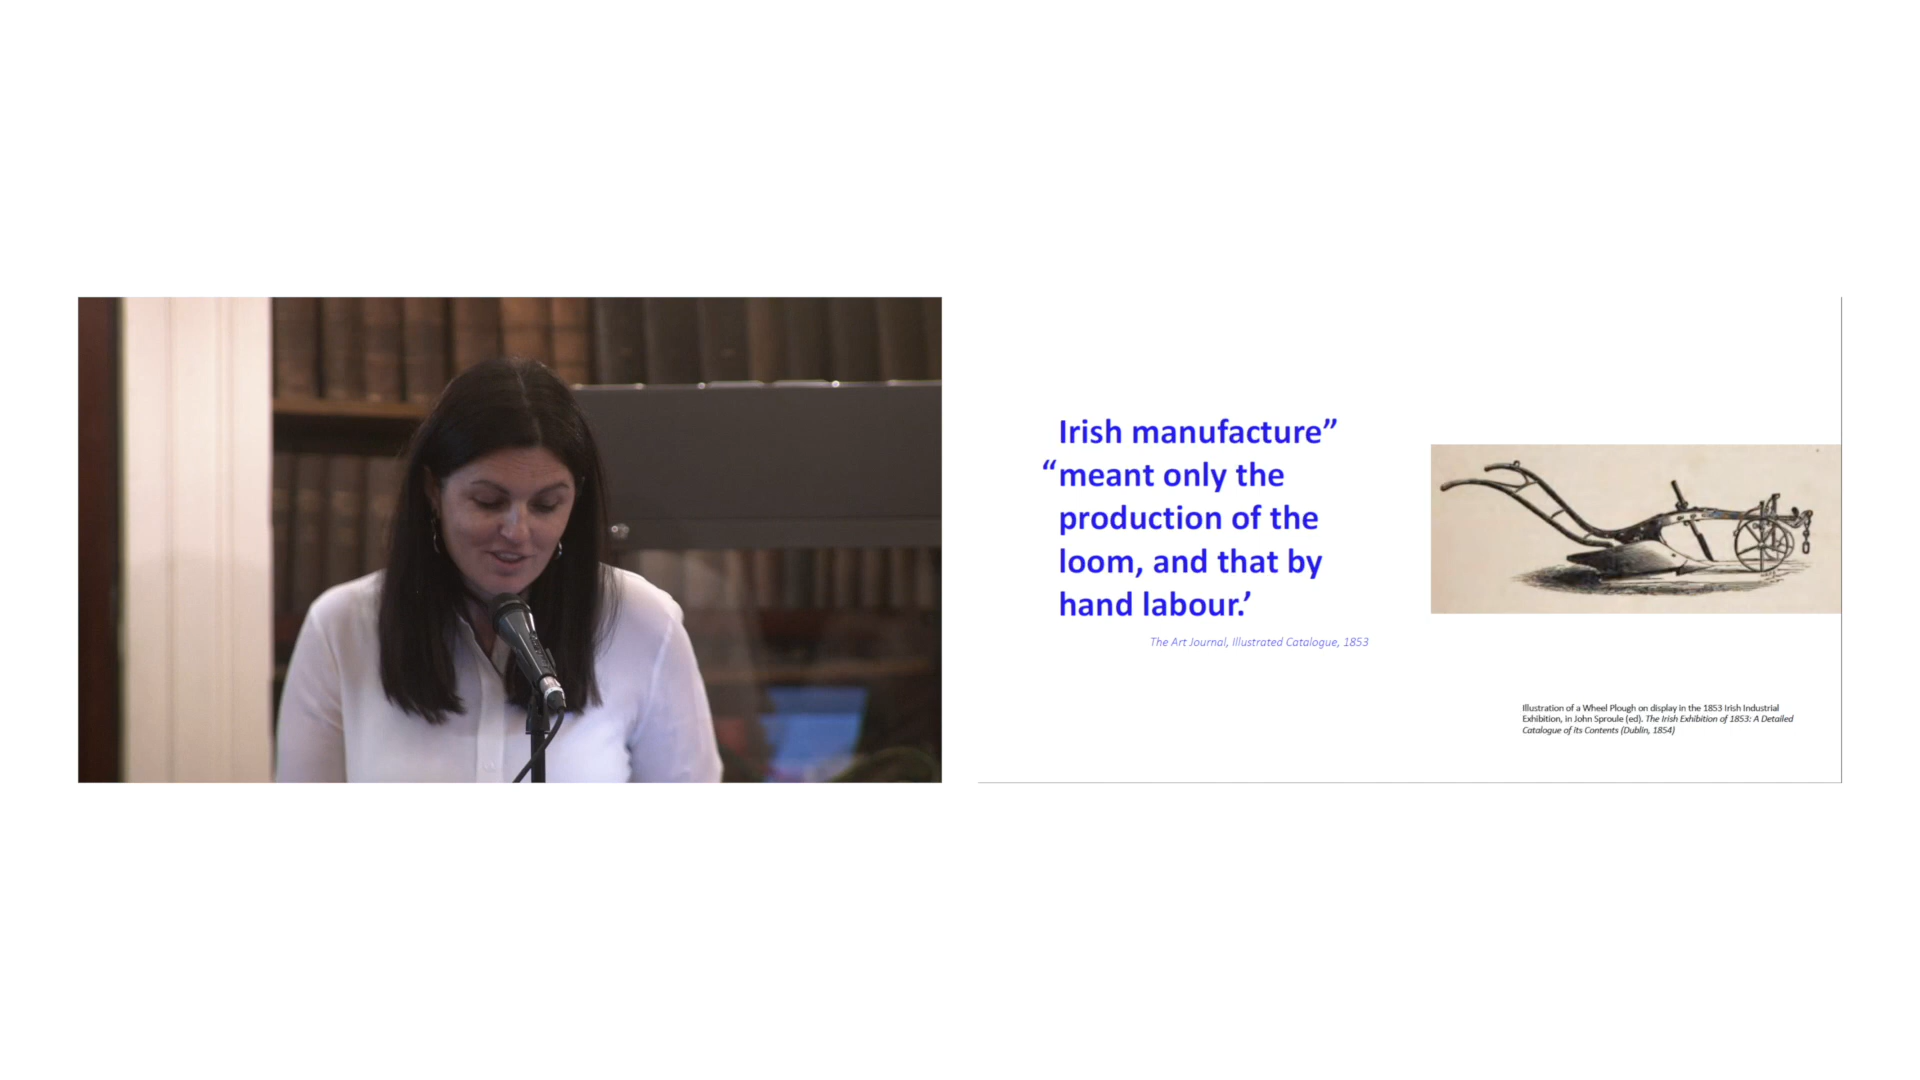 Irish manufacture”
“meant only the
production of the
loom, and that by
hand labour.’
The Art Journal, Illustrated Catalogue, 1853
Illustration of a Wheel Plough on display in the 1853 Irish Industrial
Exhibition, in John Sproule (ed). The Irish Exhibition of 1853: A Detailed
Catalogue of its Contents (Dublin, 1854)